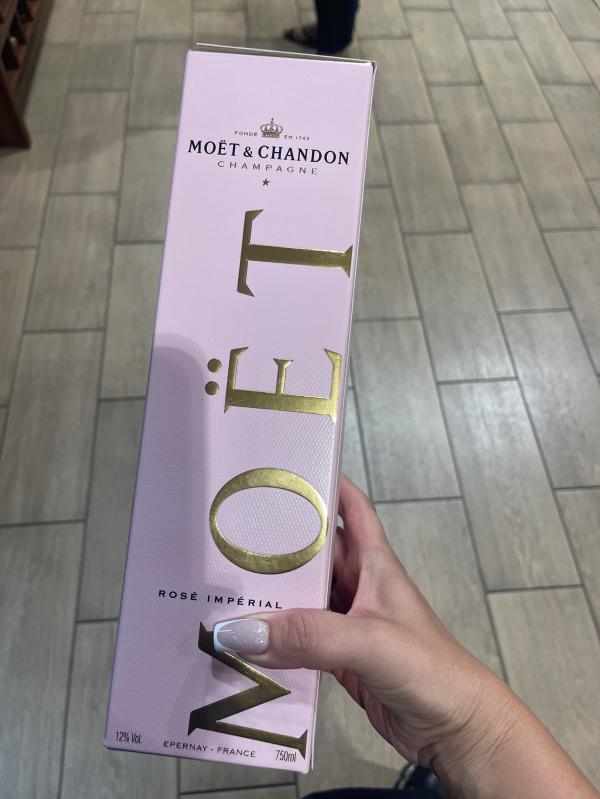 FONDÉ EN 1743
MOËT & CHANDON
CHAMPAGNE
MOËT
ROSÉ IMPÉRIAL
12% Vol.
EPERNAY - FRANCE
750ml